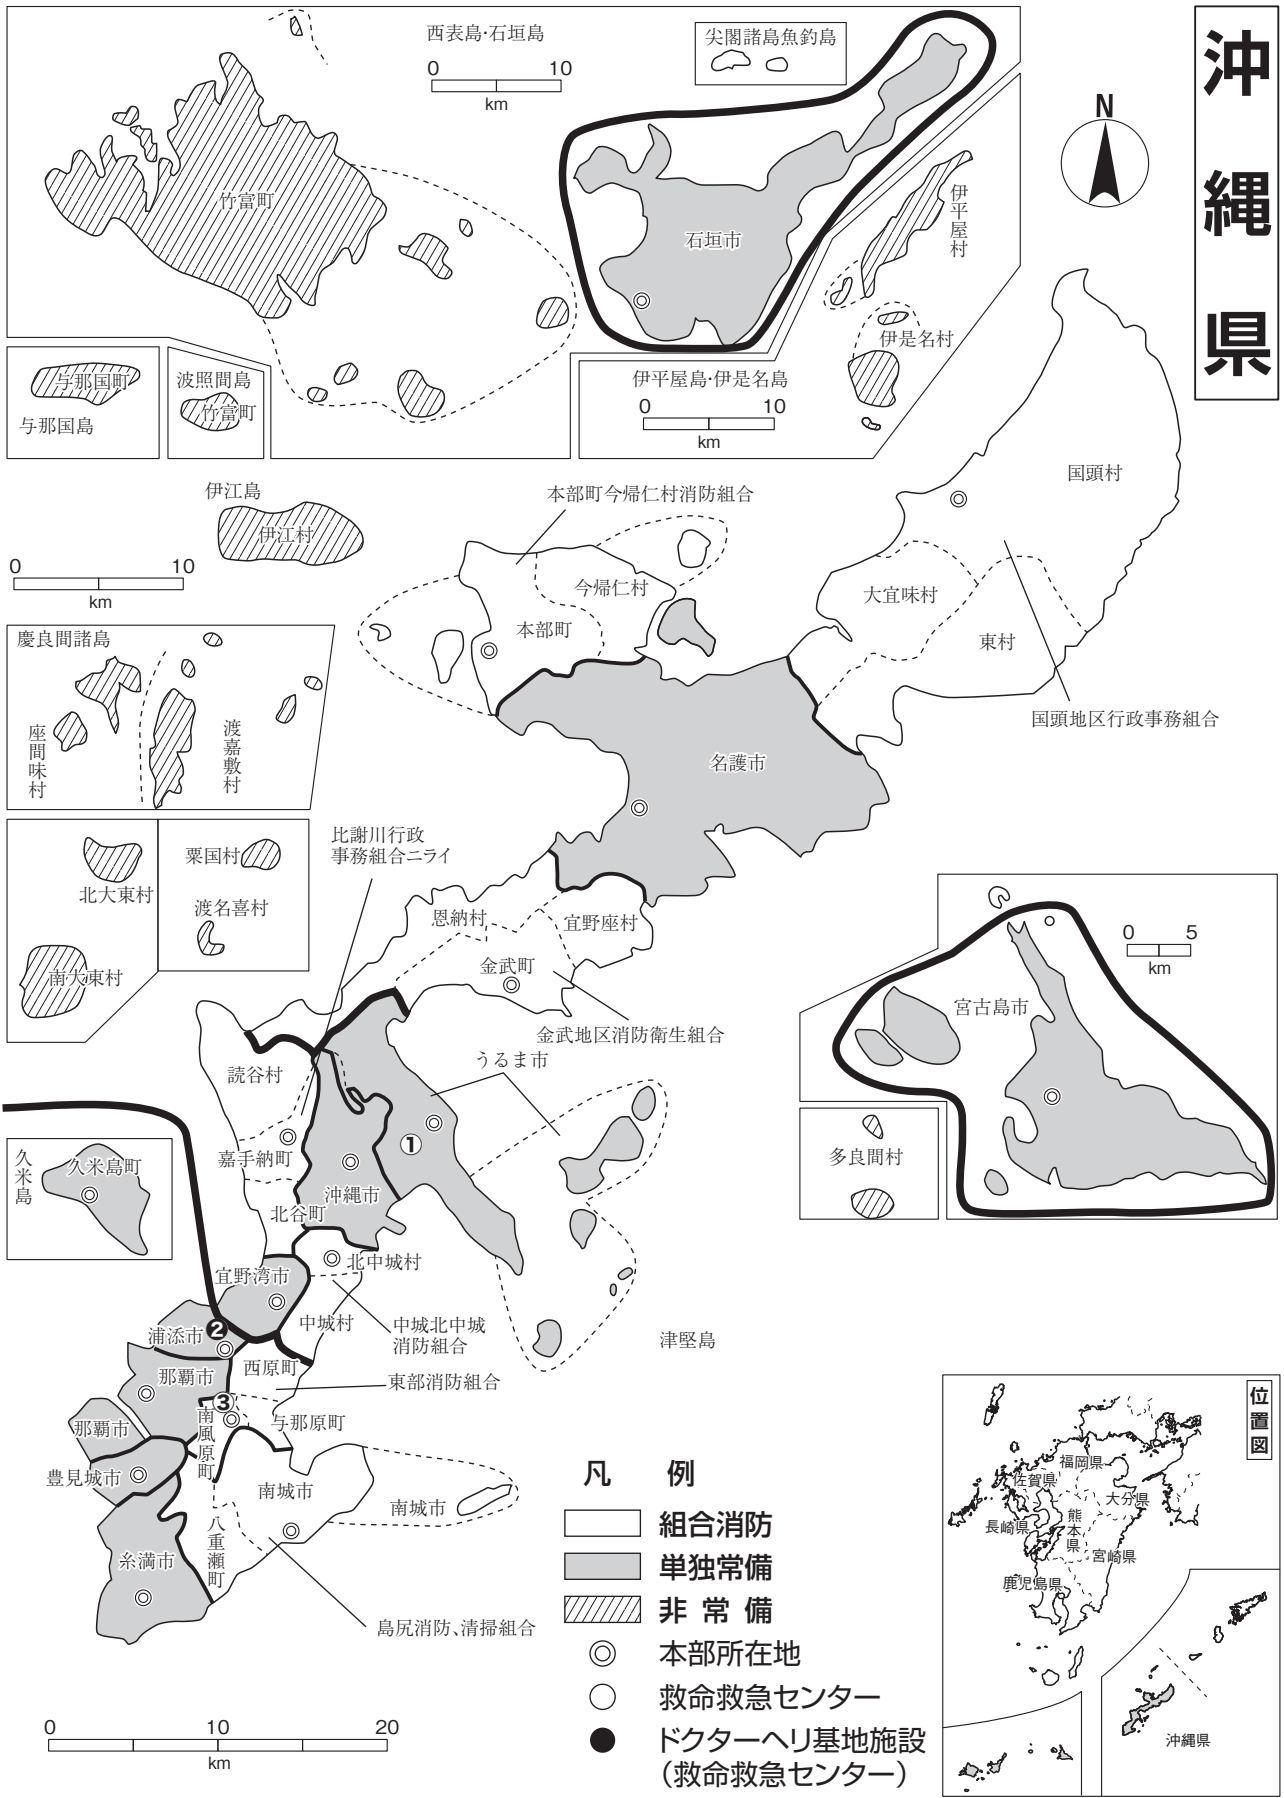 沖縄県
西表島・石垣島
0 10
km
尖閣諸島魚釣島
N
竹富町
石垣市
伊平屋村
伊是名村
伊平屋島・伊是名島
0 10
km
与那国町
与那国島
波照間島
竹富町
伊江島
伊江村
0 10
km
本部町今帰仁村消防組合
今帰仁村
本部町
国頭村
大宜味村
東村
国頭地区行政事務組合
慶良間諸島
座間味村
渡嘉敷村
名護市
北大東村
南大東村
粟国村
渡名喜村
比謝川行政
事務組合ニライ
恩納村
宜野座村
金武町
金武地区消防衛生組合
うるま市
宮古島市
0 5
km
多良間村
読谷村
嘉手納町
①
沖縄市
北谷町
久米島
久米島町
宜野湾市
北中城村
中城村
中城北中城
消防組合
津堅島
浦添市
❷
西原町
東部消防組合
那覇市
③
那覇市
南風原町
与那原町
豊見城市
南城市
南城市
八重瀬町
糸満市
島尻消防、清掃組合
凡例
組合消防
単独常備
非常備
本部所在地
救命救急センター
ドクターヘリ基地施設
（救命救急センター）
0 10 20
km
位置図
福岡県
佐賀県
大分県
長崎県
熊本県
宮崎県
鹿児島県
沖縄県